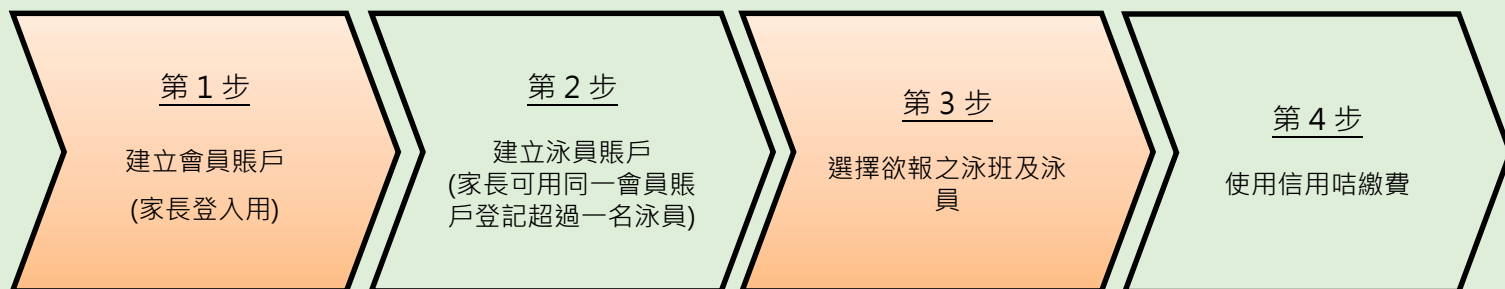 第 1 步
建立會員賬戶
(家長登入用)
第 2 步
建立泳員賬戶
(家長可用同一會員賬
戶登記超過一名泳員)
第 3 步
選擇欲報之泳班及泳
員
第 4 步
使用信用咭繳費